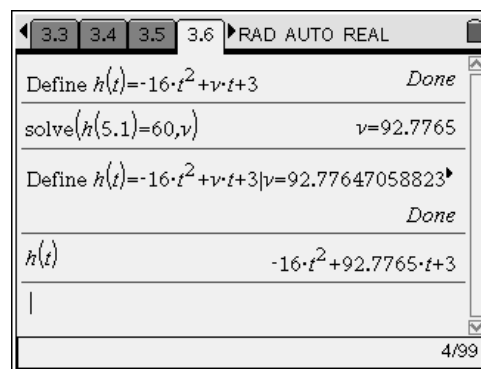 3.3 3.4 3.5 3.6 RAD AUTO REAL
Define h(t)=-16·t²+v·t+3 Done
solve(h(5.1)=60,v) v=92.7765
Define h(t)=-16·t²+v·t+3|v=92.77647058823
Done
h(t) -16·t²+92.7765·t+3
4/99